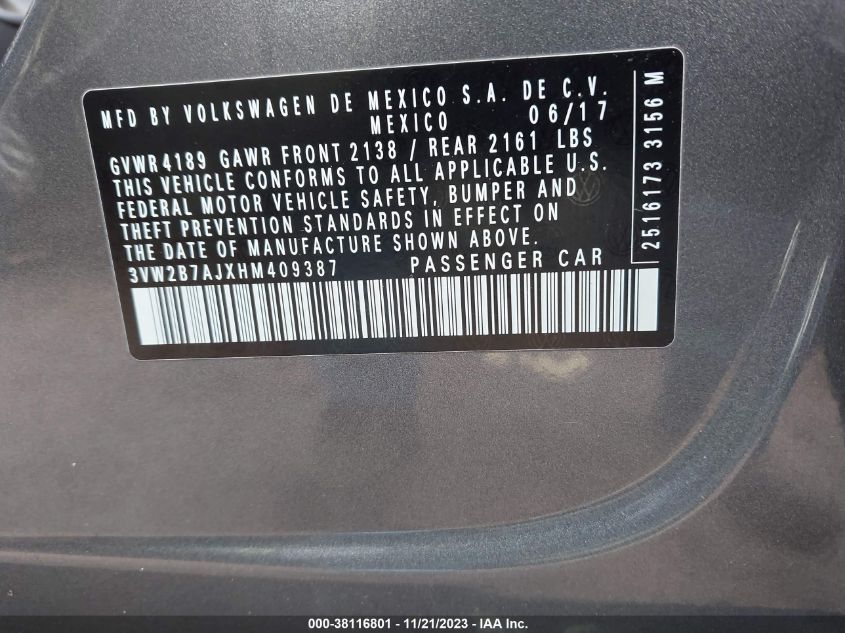 MFD BY VOLKSWAGEN DE MEXICO S.A. DE C.V.
MEXICO 06/17
GVWR4189 GAWR FRONT 2138 / REAR 2161 LBS
THIS VEHICLE CONFORMS TO ALL APPLICABLE U.S.
FEDERAL MOTOR VEHICLE SAFETY, BUMPER AND
THEFT PREVENTION STANDARDS IN EFFECT ON
THE DATE OF MANUFACTURE SHOWN ABOVE.
3VW2B7AJXHM409387 PASSENGER CAR
2516173 3156 M
000-38116801 - 11/21/2023 - IAA Inc.